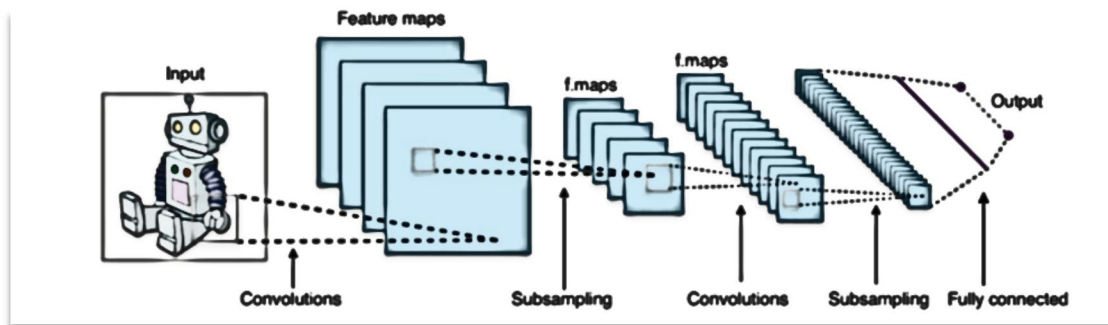 Feature maps
Input
f.maps
f.maps
Output
Convolutions
Subsampling
Convolutions
Subsampling
Fully connected